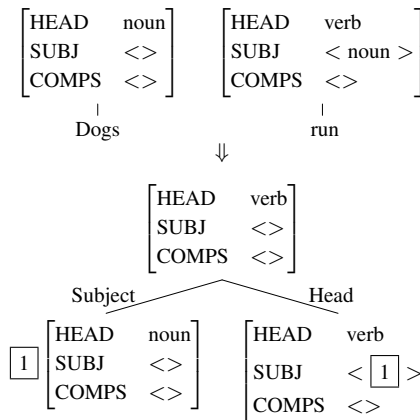 HEAD noun HEAD verb
SUBJ <> SUBJ < noun >
COMPS <> COMPS <>
Dogs run
⇓
HEAD verb
SUBJ <>
COMPS <>
Subject Head
HEAD noun HEAD verb
1 SUBJ <> SUBJ < 1 >
COMPS <> COMPS <>